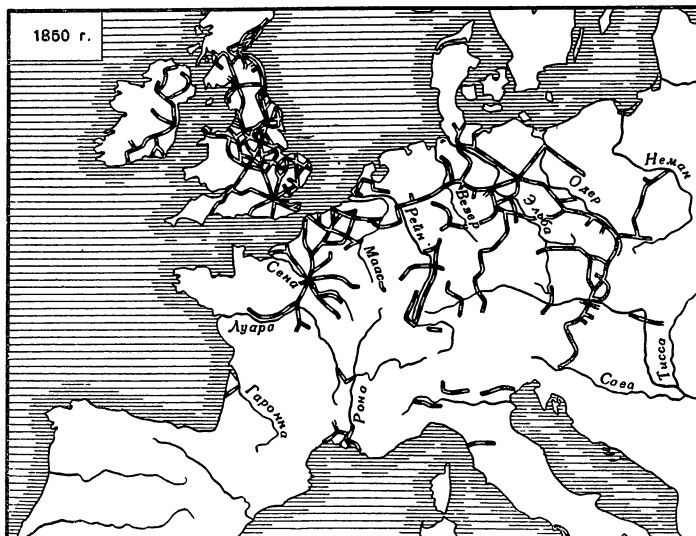 1850 г.
Неман
Одер
Эльба
Везер
Рейн
Маас
Сена
Луара
Гаронна
Рона
Сава
Тисса